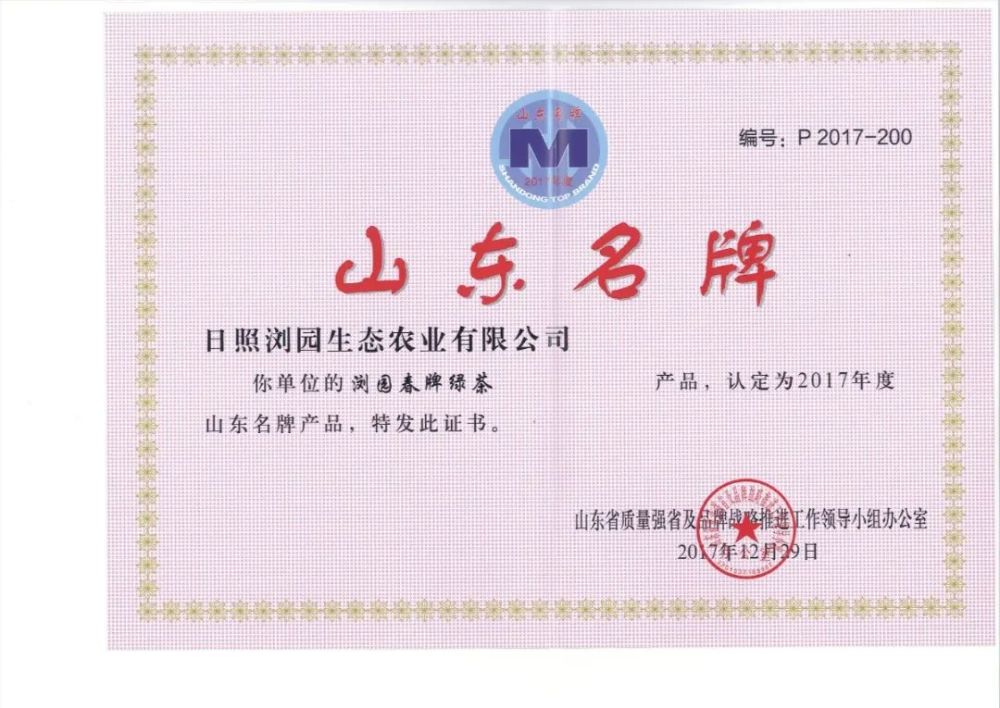 山东名牌
M
2017年度
SHANDONG TOP BRAND
编号：P 2017-200
山东名牌
日照浏园生态农业有限公司
你单位的浏园春牌绿茶 产品，认定为2017年度
山东名牌产品，特发此证书。
山东省质量强省及品牌战略推进工作领导小组办公室
2017年12月29日